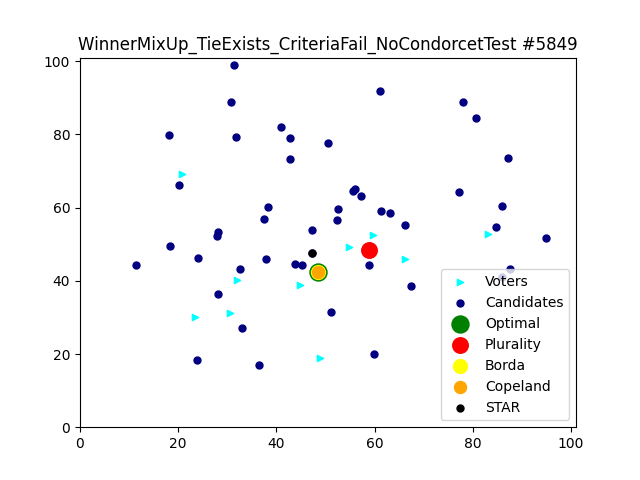 WinnerMixUp_TieExists_CriteriaFail_NoCondorcetTest #5849
100
80
60
40
20
0
0 20 40 60 80 100
Voters
Candidates
Optimal
Plurality
Borda
Copeland
STAR